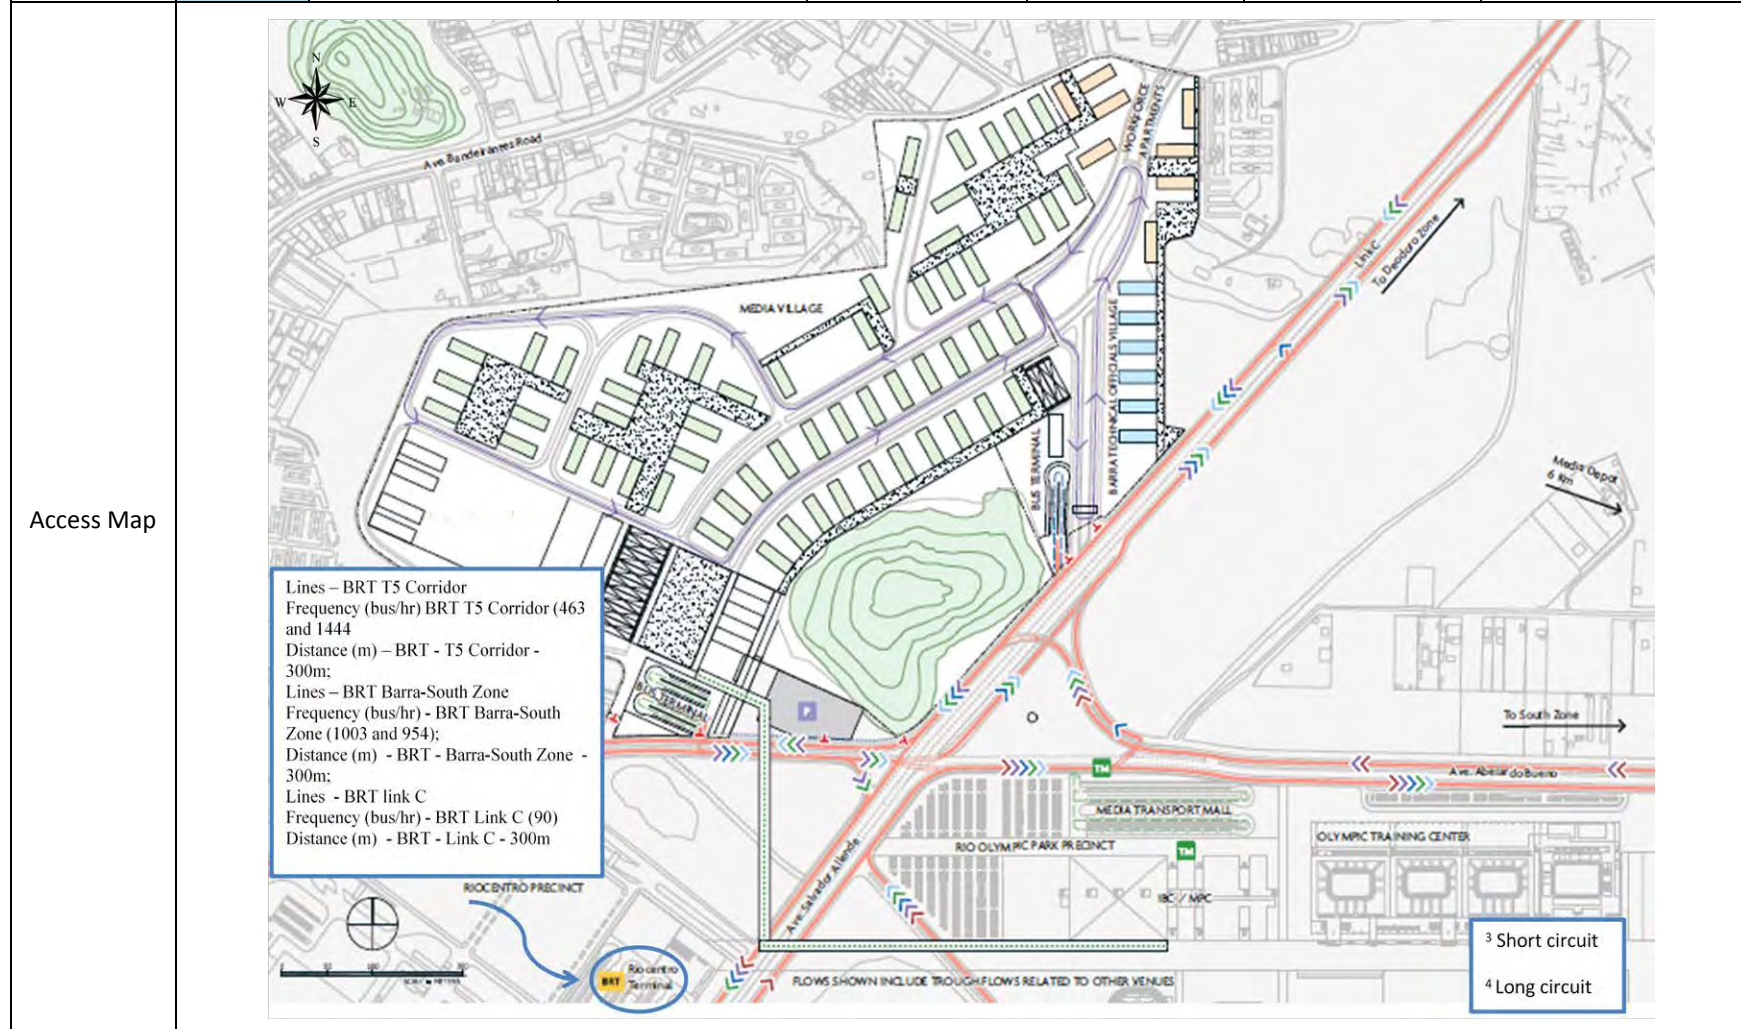 Access Map
N
W
E
S
Ave. Bandeirantes Road
WORKFORCE
APARTMENTS
MEDIA VILLAGE
Link C
To Deodoro Zone
BARRA TECHNICAL OFFICIALS VILLAGE
BUS TERMINAL
Media Depot
6 Km
Lines – BRT T5 Corridor
Frequency (bus/hr) BRT T5 Corridor (463
and 1444
Distance (m) – BRT - T5 Corridor -
300m;
Lines – BRT Barra-South Zone
Frequency (bus/hr) - BRT Barra-South
Zone (1003 and 954);
Distance (m) - BRT - Barra-South Zone -
300m;
Lines - BRT link C
Frequency (bus/hr) - BRT Link C (90)
Distance (m) - BRT - Link C - 300m
BUS TERMINAL
P
To South Zone
TM
Ave. Abelardo Bueno
MEDIA TRANSPORT MALL
OLYMPIC TRAINING CENTER
RIO OLYMPIC PARK PRECINCT
TM
Ave. Salvador Allende
IBC / MPC
RIOCENTRO PRECINCT
BRT
Riocentro
Terminal
FLOWS SHOWN INCLUDE TROUGH FLOWS RELATED TO OTHER VENUES
3 Short circuit
4 Long circuit